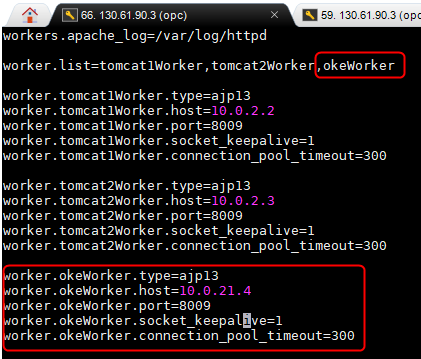 66. 130.61.90.3 (opc)
59. 130.61.90.3 (opc)
workers.apache_log=/var/log/httpd
worker.list=tomcat1Worker,tomcat2Worker,okeWorker
worker.tomcat1Worker.type=ajp13
worker.tomcat1Worker.host=10.0.2.2
worker.tomcat1Worker.port=8009
worker.tomcat1Worker.socket_keepalive=1
worker.tomcat1Worker.connection_pool_timeout=300
worker.tomcat2Worker.type=ajp13
worker.tomcat2Worker.host=10.0.2.3
worker.tomcat2Worker.port=8009
worker.tomcat2Worker.socket_keepalive=1
worker.tomcat2Worker.connection_pool_timeout=300
worker.okeWorker.type=ajp13
worker.okeWorker.host=10.0.21.4
worker.okeWorker.port=8009
worker.okeWorker.socket_keepalive=1
worker.okeWorker.connection_pool_timeout=300